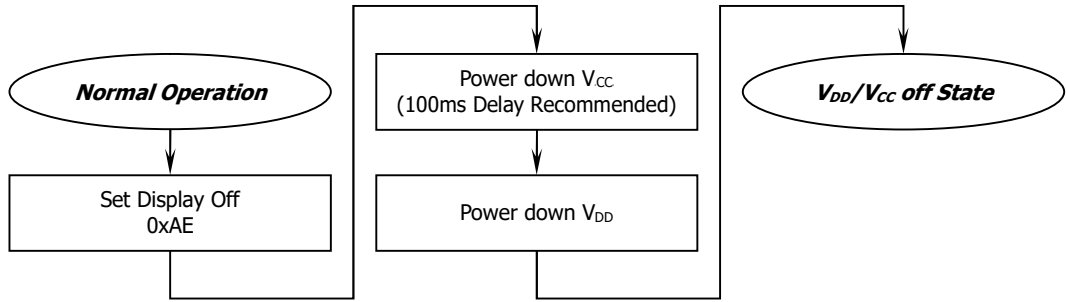 Normal Operation
Set Display Off
0xAE
Power down VCC
(100ms Delay Recommended)
Power down VDD
VDD/VCC off State